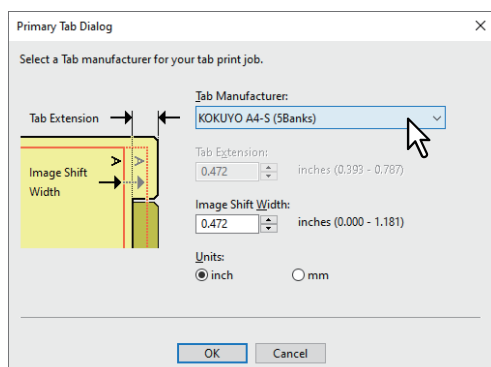 Primary Tab Dialog
Select a Tab manufacturer for your tab print job.
Tab Extension
A
A
Image Shift
Width
Tab Manufacturer:
KOKUYO A4-S (5Banks)
Tab Extension:
0.472 inches (0.393 - 0.787)
Image Shift Width:
0.472 inches (0.000 - 1.181)
Units:
inch mm
OK Cancel